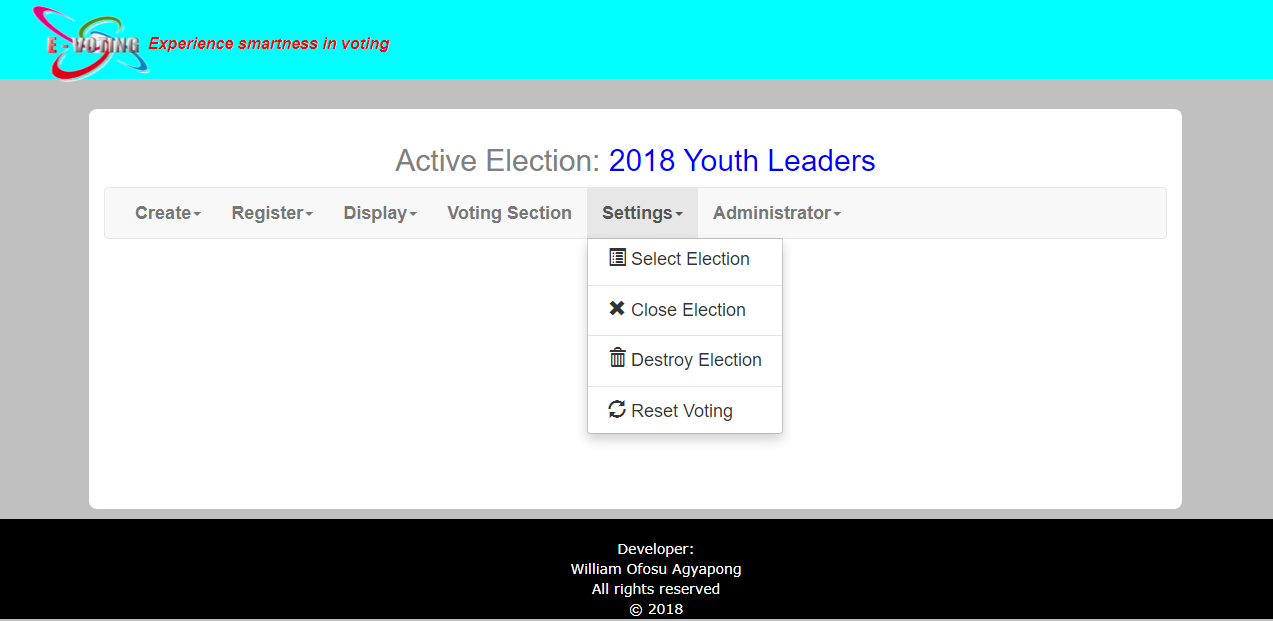 E - VOTING Experience smartness in voting
Active Election: 2018 Youth Leaders
Create Register Display Voting Section Settings Administrator
Select Election
Close Election
Destroy Election
Reset Voting
Developer:
William Ofosu Agyapong
All rights reserved
© 2018